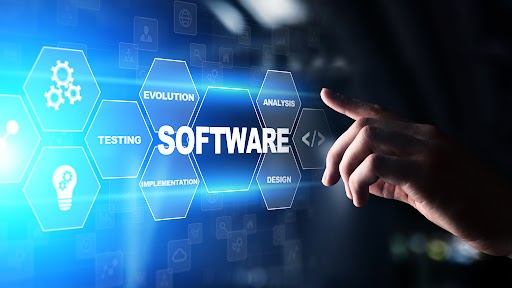 EVOLUTION
ANALYSIS
TESTING
SOFTWARE
</>
IMPLEMENTATION
DESIGN